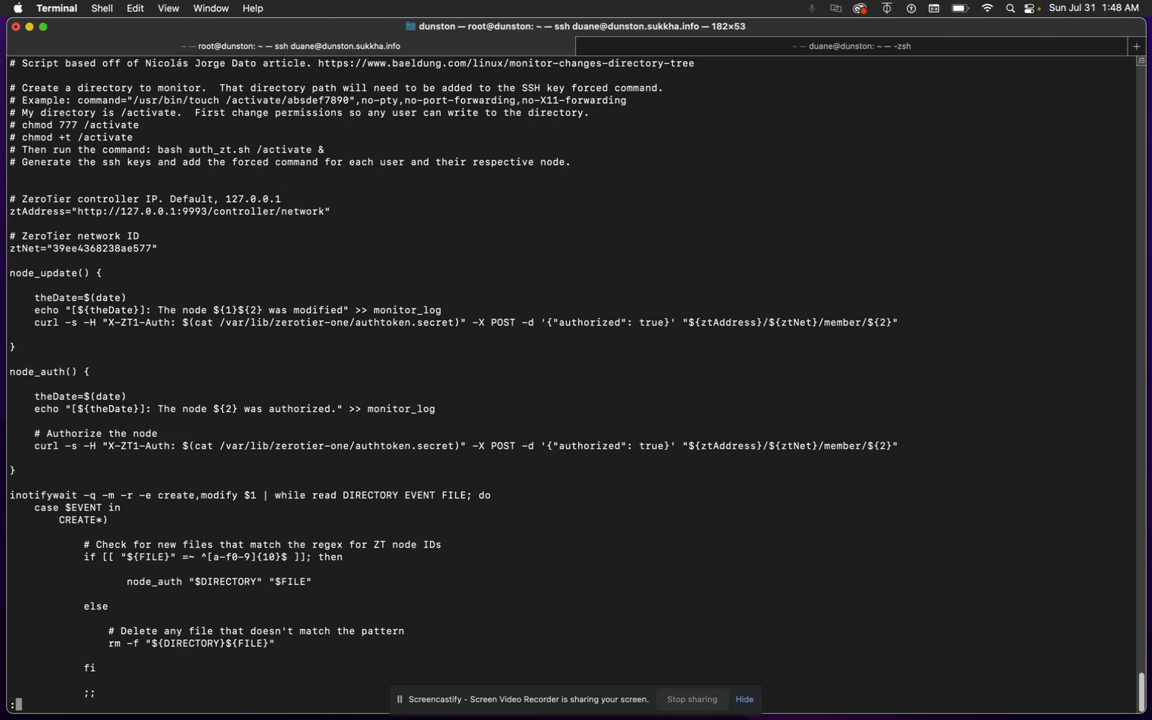 Terminal Shell Edit View Window Help Sun Jul 31 1:48 AM
dunston — root@dunston: ~ — ssh duane@dunston.sukkha.info — 182×53
~ — root@dunston: ~ — ssh duane@dunston.sukkha.info
~ — duane@dunston: ~ — -zsh
# Script based off of Nicolás Jorge Dato article. https://www.baeldung.com/linux/monitor-changes-directory-tree
# Create a directory to monitor.  That directory path will need to be added to the SSH key forced command.
# Example: command="/usr/bin/touch /activate/absdef7890",no-pty,no-port-forwarding,no-X11-forwarding
# My directory is /activate.  First change permissions so any user can write to the directory.
# chmod 777 /activate
# chmod +t /activate
# Then run the command: bash auth_zt.sh /activate &
# Generate the ssh keys and add the forced command for each user and their respective node.
# ZeroTier controller IP. Default, 127.0.0.1
ztAddress="http://127.0.0.1:9993/controller/network"
# ZeroTier network ID
ztNet="39ee4368238ae577"
node_update() {
theDate=$(date)
echo "[${theDate}]: The node ${1}${2} was modified" >> monitor_log
curl -s -H "X-ZT1-Auth: $(cat /var/lib/zerotier-one/authtoken.secret)" -X POST -d '{"authorized": true}' "${ztAddress}/${ztNet}/member/${2}"
}
node_auth() {
theDate=$(date)
echo "[${theDate}]: The node ${2} was authorized." >> monitor_log
# Authorize the node
curl -s -H "X-ZT1-Auth: $(cat /var/lib/zerotier-one/authtoken.secret)" -X POST -d '{"authorized": true}' "${ztAddress}/${ztNet}/member/${2}"
}
inotifywait -q -m -r -e create,modify $1 | while read DIRECTORY EVENT FILE; do
case $EVENT in
CREATE*)
# Check for new files that match the regex for ZT node IDs
if [[ "${FILE}" =~ ^[a-f0-9]{10}$ ]]; then
node_auth "$DIRECTORY" "$FILE"
else
# Delete any file that doesn't match the pattern
rm -f "${DIRECTORY}${FILE}"
fi
;;
Screencastify - Screen Video Recorder is sharing your screen. Stop sharing Hide
: